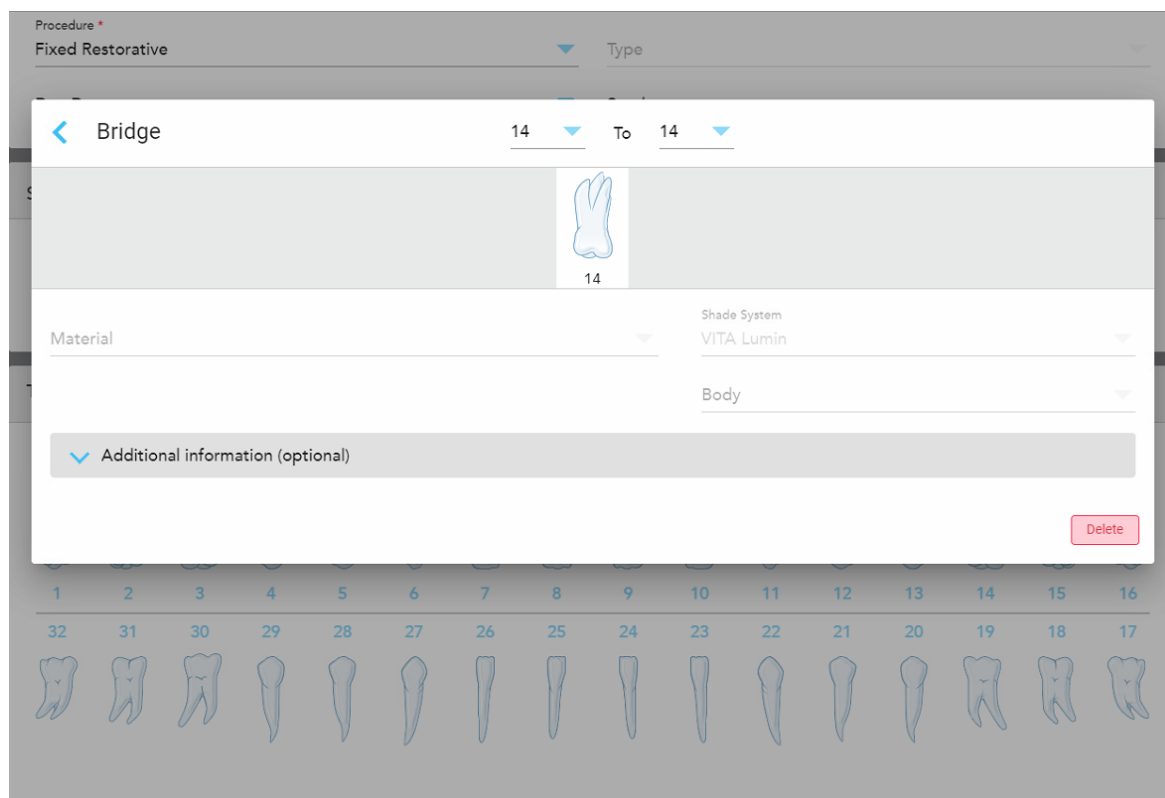 Procedure *
Fixed Restorative
Type
Bridge
14 To 14
14
Material
Shade System
VITA Lumin
Body
Additional information (optional)
Delete
1 2 3 4 5 6 7 8 9 10 11 12 13 14 15 16
32 31 30 29 28 27 26 25 24 23 22 21 20 19 18 17